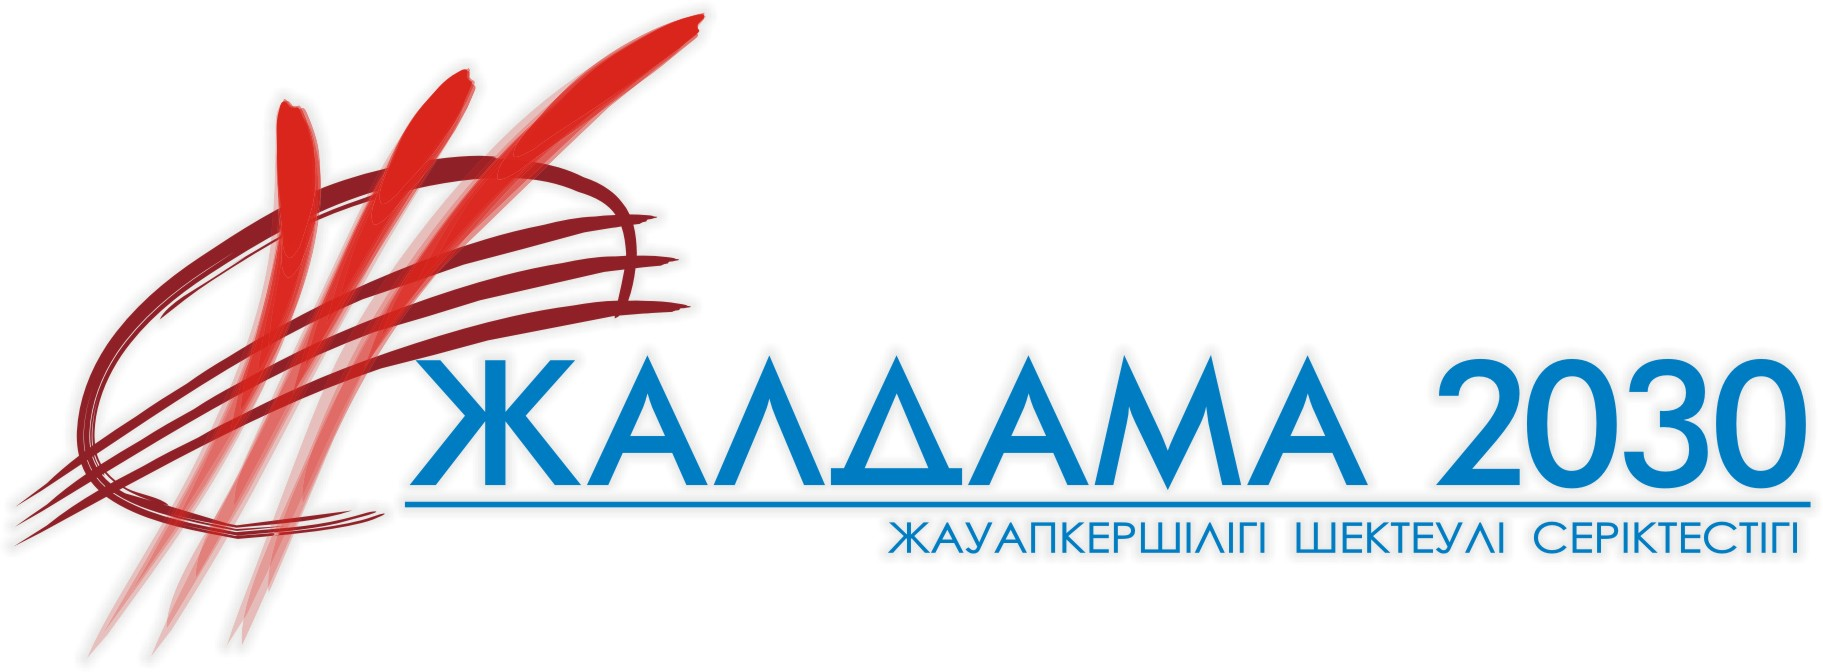 ЖАЛДАМА 2030
ЖАУАПКЕРШІЛІГІ ШЕКТЕУЛІ СЕРІКТЕСТІГІ